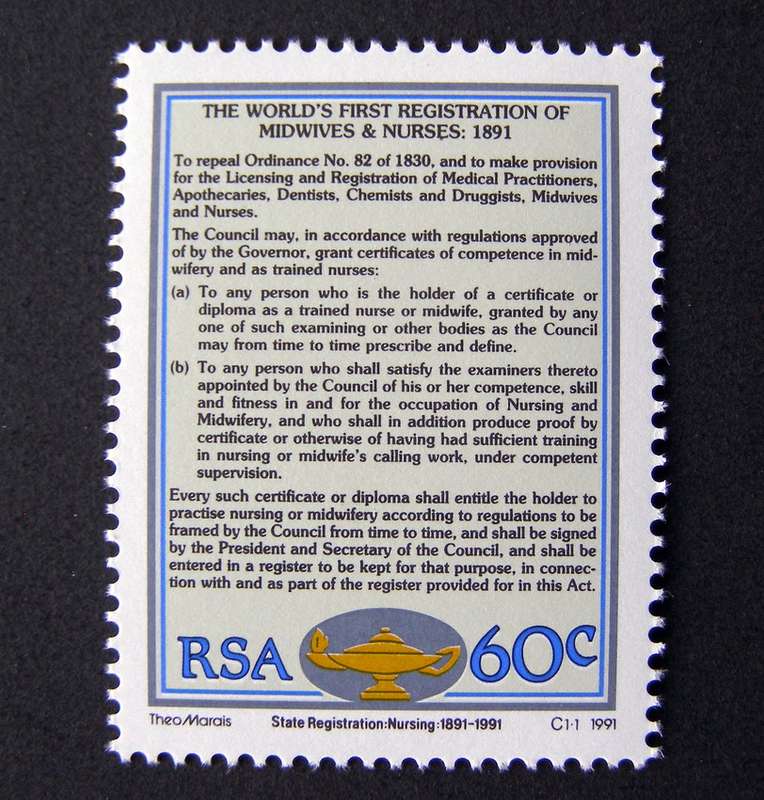 THE WORLD'S FIRST REGISTRATION OF
MIDWIVES & NURSES: 1891
To repeal Ordinance No. 82 of 1830, and to make provision
for the Licensing and Registration of Medical Practitioners,
Apothecaries, Dentists, Chemists and Druggists, Midwives
and Nurses.
The Council may, in accordance with regulations approved
of by the Governor, grant certificates of competence in mid-
wifery and as trained nurses:
(a) To any person who is the holder of a certificate or
diploma as a trained nurse or midwife, granted by any
one of such examining or other bodies as the Council
may from time to time prescribe and define.
(b) To any person who shall satisfy the examiners thereto
appointed by the Council of his or her competence, skill
and fitness in and for the occupation of Nursing and
Midwifery, and who shall in addition produce proof by
certificate or otherwise of having had sufficient training
in nursing or midwife's calling work, under competent
supervision.
Every such certificate or diploma shall entitle the holder to
practise nursing or midwifery according to regulations to be
framed by the Council from time to time, and shall be signed
by the President and Secretary of the Council, and shall be
entered in a register to be kept for that purpose, in connec-
tion with and as part of the register provided for in this Act.
RSA 60c
Theo Marais State Registration:Nursing:1891-1991 C1·1 1991